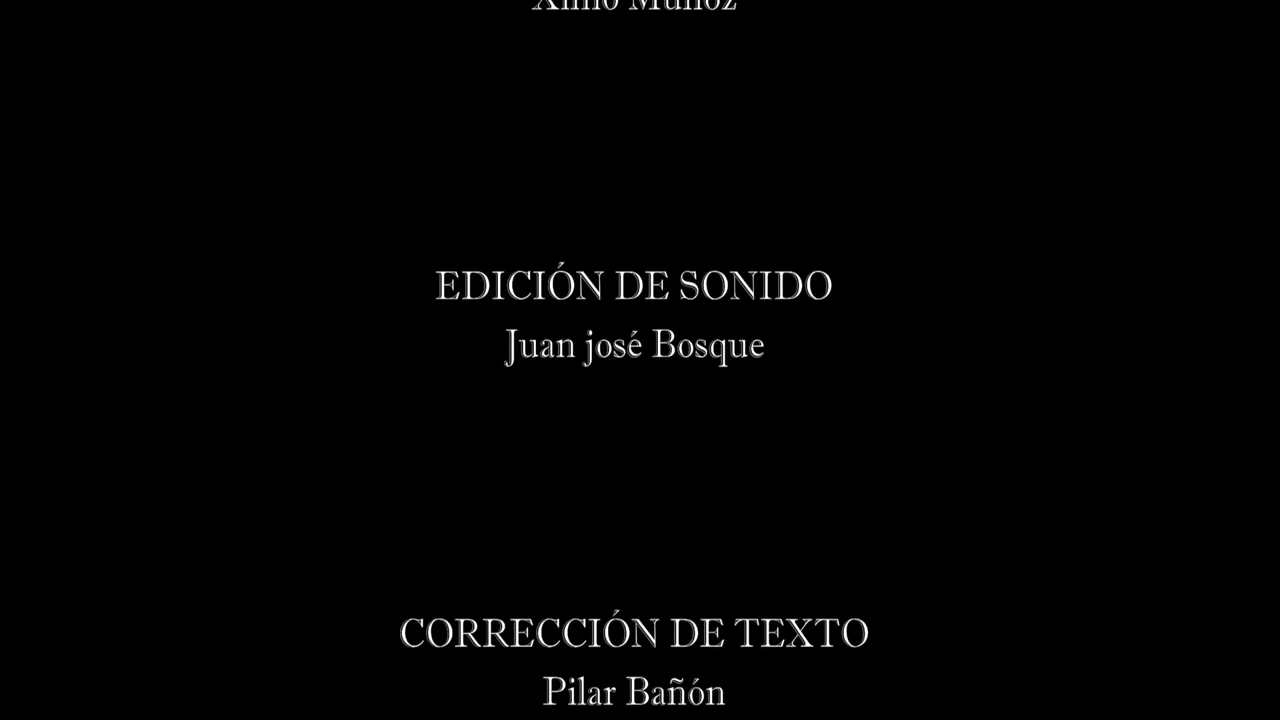 EDICIÓN DE SONIDO
Juan josé Bosque
CORRECCIÓN DE TEXTO
Pilar Bañón